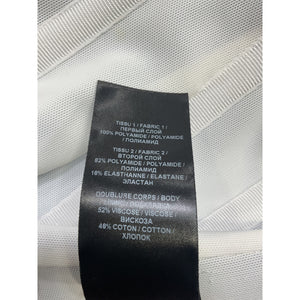 TISSU 1 / FABRIC 1 /
ПЕРВЫЙ СЛОЙ
100% POLYAMIDE / POLYAMIDE
/ ПОЛИАМИД
TISSU 2 / FABRIC 2 /
ВТОРОЙ СЛОЙ
82% POLYAMIDE / POLYAMIDE /
ПОЛИАМИД
18% ELASTHANNE / ELASTANE /
ЭЛАСТАН
DOUBLURE CORPS / BODY
52% VISCOSE / VISCOSE /
ВИСКОЗА
48% COTON / COTTON /
ХЛОПОК